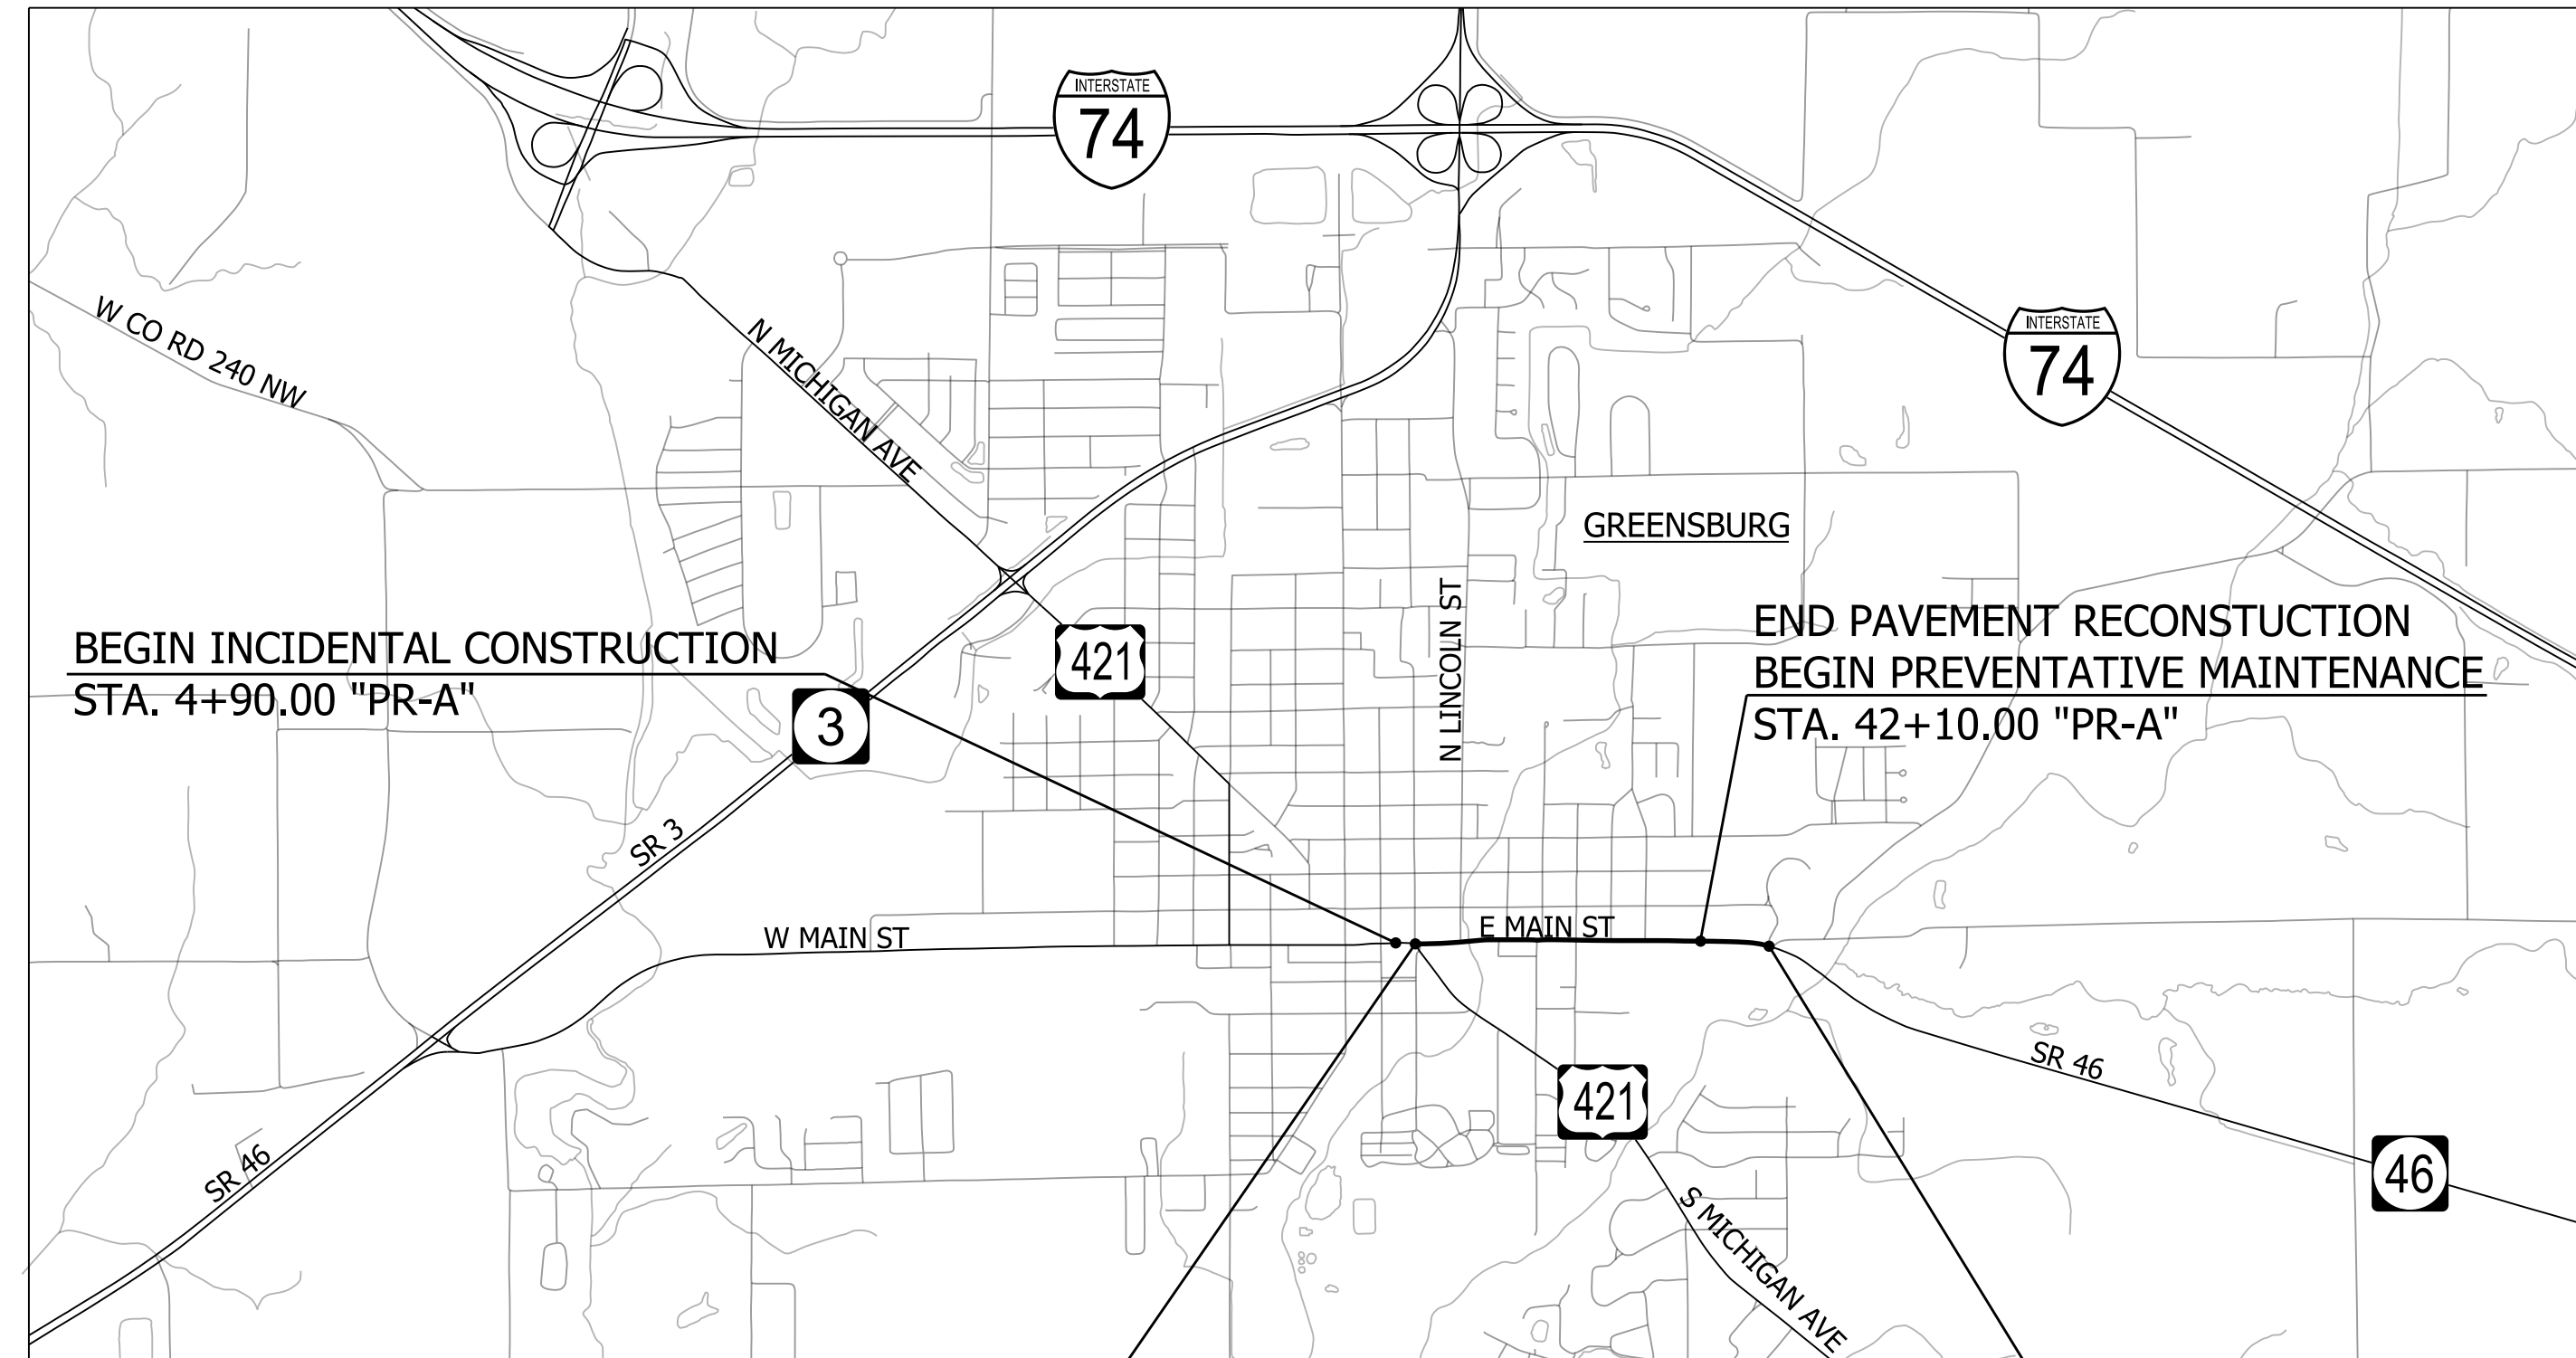 INTERSTATE
74
INTERSTATE
74
W CO RD 240 NW
N MICHIGAN AVE
GREENSBURG
N LINCOLN ST
BEGIN INCIDENTAL CONSTRUCTION
STA. 4+90.00 "PR-A"
421
3
END PAVEMENT RECONSTUCTION
BEGIN PREVENTATIVE MAINTENANCE
STA. 42+10.00 "PR-A"
SR 3
W MAIN ST
E MAIN ST
SR 46
421
46
SR 46
S MICHIGAN AVE